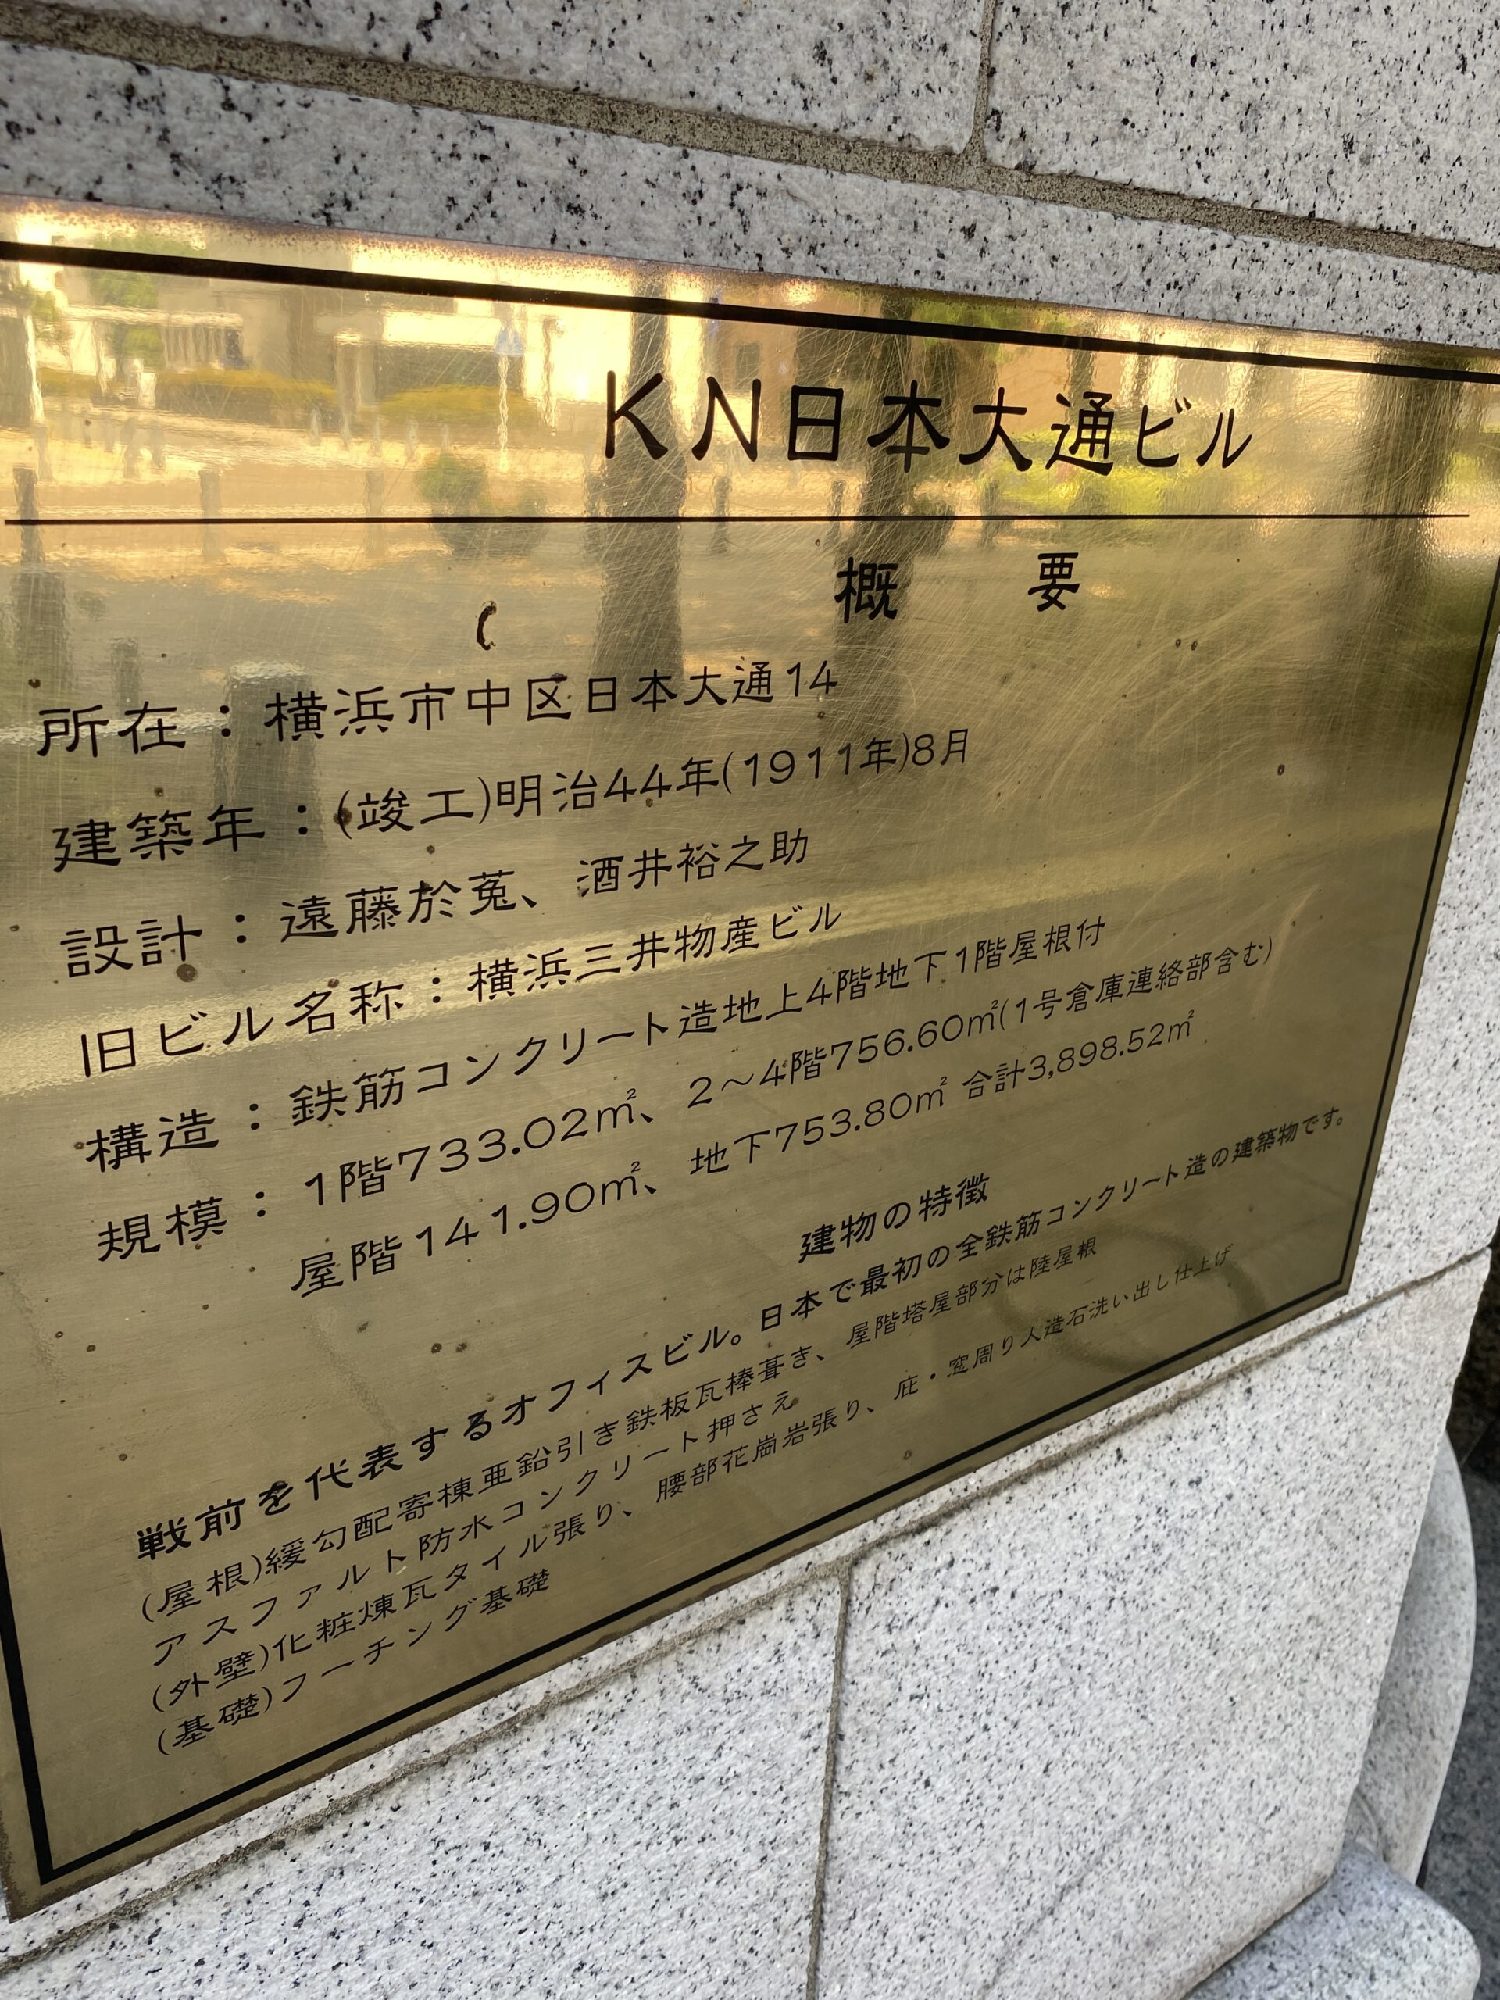 KN日本大通ビル
概要
所在：横浜市中区日本大通14
建築年：(竣工)明治44年(1911年)8月
設計：遠藤於菟、酒井裕之助
旧ビル名称：横浜三井物産ビル
構造：鉄筋コンクリート造地上4階地下1階屋根付
規模：1階733.02㎡、2～4階756.60㎡(1号倉庫連絡部含む)
屋階141.90㎡、地下753.80㎡ 合計3,898.52㎡
建物の特徴
戦前を代表するオフィスビル。日本で最初の全鉄筋コンクリート造の建築物です。
(屋根)緩勾配寄棟亜鉛引き鉄板瓦棒葺き、屋階塔屋部分は陸屋根
アスファルト防水コンクリート押さえ
(外壁)化粧煉瓦タイル張り、腰部花崗岩張り、庇・窓周り人造石洗い出し仕上げ
(基礎)フーチング基礎